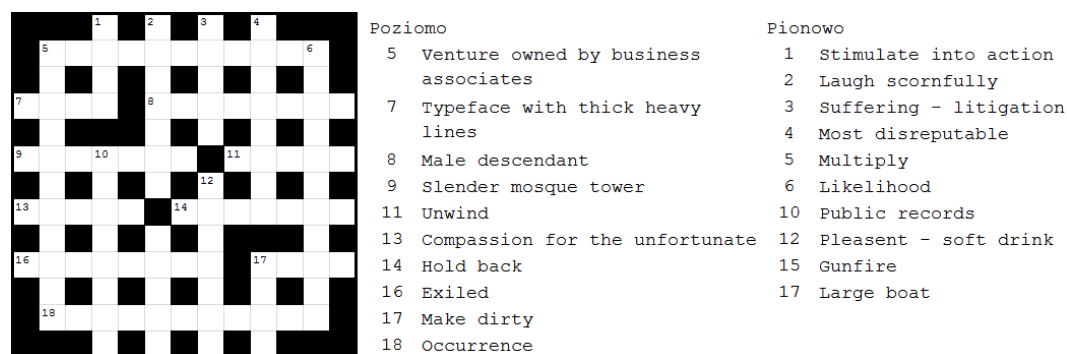 1 2 3 4
5 6
7 8
9 10 11
12
13 14
16 17
18
Poziomo
5 Venture owned by business
associates
7 Typeface with thick heavy
lines
8 Male descendant
9 Slender mosque tower
11 Unwind
13 Compassion for the unfortunate
14 Hold back
16 Exiled
17 Make dirty
18 Occurrence
Pionowo
1 Stimulate into action
2 Laugh scornfully
3 Suffering - litigation
4 Most disreputable
5 Multiply
6 Likelihood
10 Public records
12 Pleasent - soft drink
15 Gunfire
17 Large boat